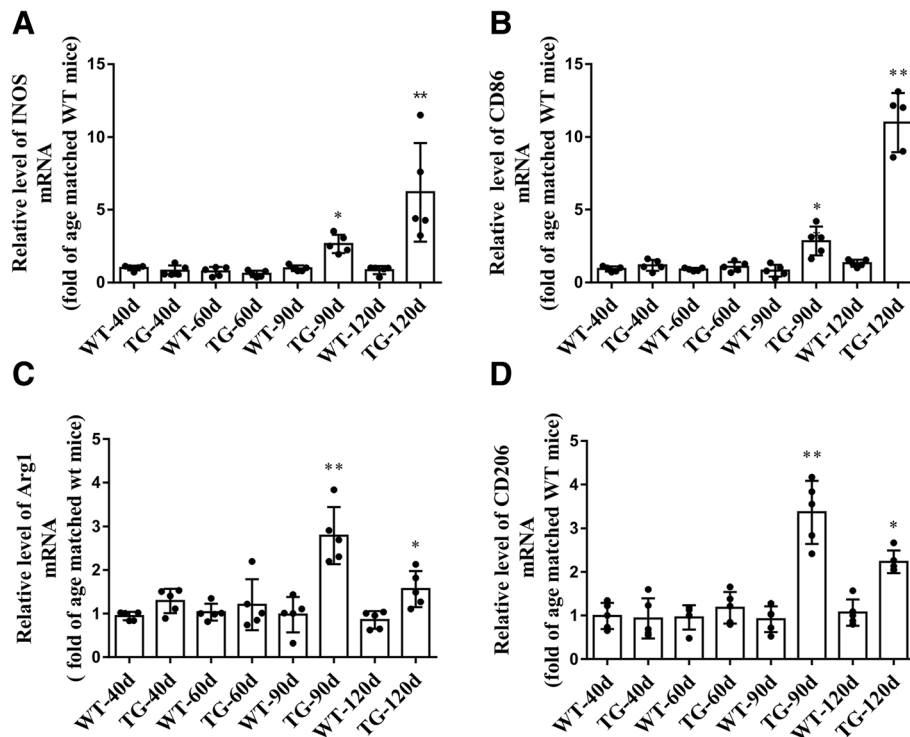 A
Relative level of INOS
mRNA
(fold of age matched WT mice)
15
10
5
0
*
**
WT-40d
TG-40d
WT-60d
TG-60d
WT-90d
TG-90d
WT-120d
TG-120d
B
Relative level of CD86
mRNA
(fold of age matched WT mice)
15
10
5
0
*
**
WT-40d
TG-40d
WT-60d
TG-60d
WT-90d
TG-90d
WT-120d
TG-120d
C
Relative level of Arg1
mRNA
( fold of age matched wt mice)
5
4
3
2
1
0
**
*
WT-40d
TG-40d
WT-60d
TG-60d
WT-90d
TG-90d
WT-120d
TG-120d
D
Relative level of CD206
mRNA
(fold of age matched WT mice)
5
4
3
2
1
0
**
*
WT-40d
TG-40d
WT-60d
TG-60d
WT-90d
TG-90d
WT-120d
TG-120d